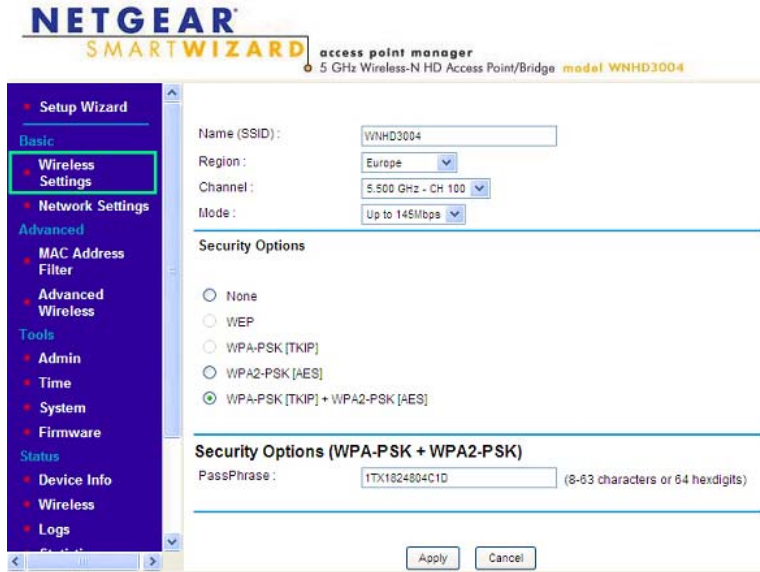 NETGEAR®
SMARTWIZARD access point manager
5 GHz Wireless-N HD Access Point/Bridge model WNHD3004
Setup Wizard
Basic
Wireless
Settings
Network Settings
Advanced
MAC Address
Filter
Advanced
Wireless
Tools
Admin
Time
System
Firmware
Status
Device Info
Wireless
Logs
Name (SSID) : WNHD3004
Region : Europe
Channel : 5.500 GHz - CH 100
Mode : Up to 145Mbps
Security Options
None
WEP
WPA-PSK [TKIP]
WPA2-PSK [AES]
WPA-PSK [TKIP] + WPA2-PSK [AES]
Security Options (WPA-PSK + WPA2-PSK)
PassPhrase : 1TX1824804C1D (8-63 characters or 64 hexdigits)
Apply Cancel